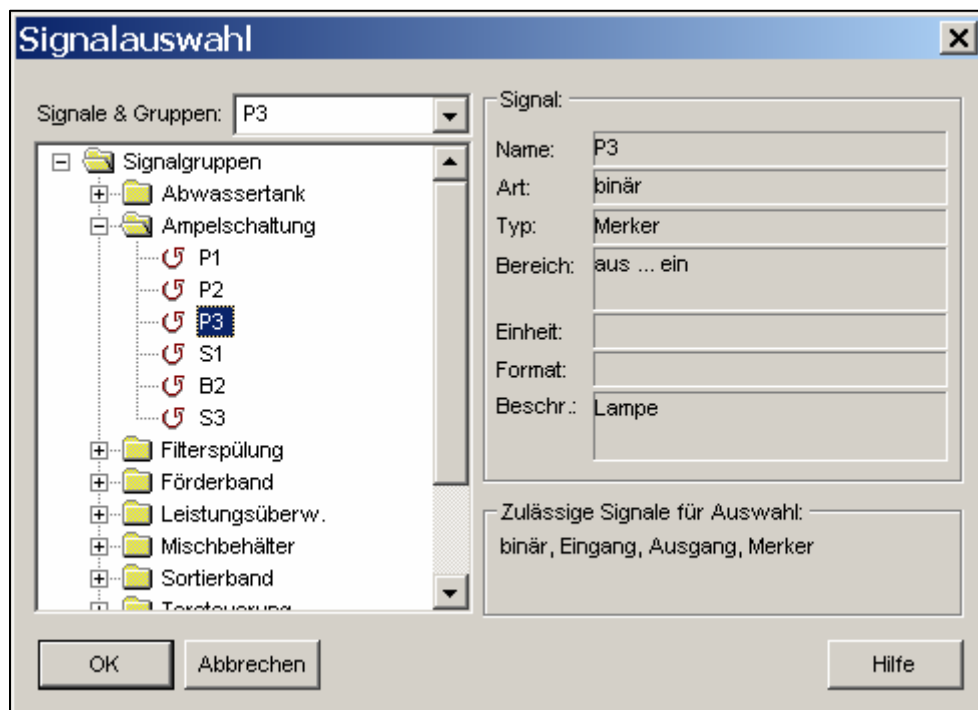 Signalauswahl
Signale & Gruppen: P3
Signalgruppen
Abwassertank
Ampelschaltung
P1
P2
P3
S1
B2
S3
Filterspülung
Förderband
Leistungsüberw.
Mischbehälter
Sortierband
Torsteuerung
Signal:
Name: P3
Art: binär
Typ: Merker
Bereich: aus ... ein
Einheit:
Format:
Beschr.: Lampe
Zulässige Signale für Auswahl:
binär, Eingang, Ausgang, Merker
OK
Abbrechen
Hilfe